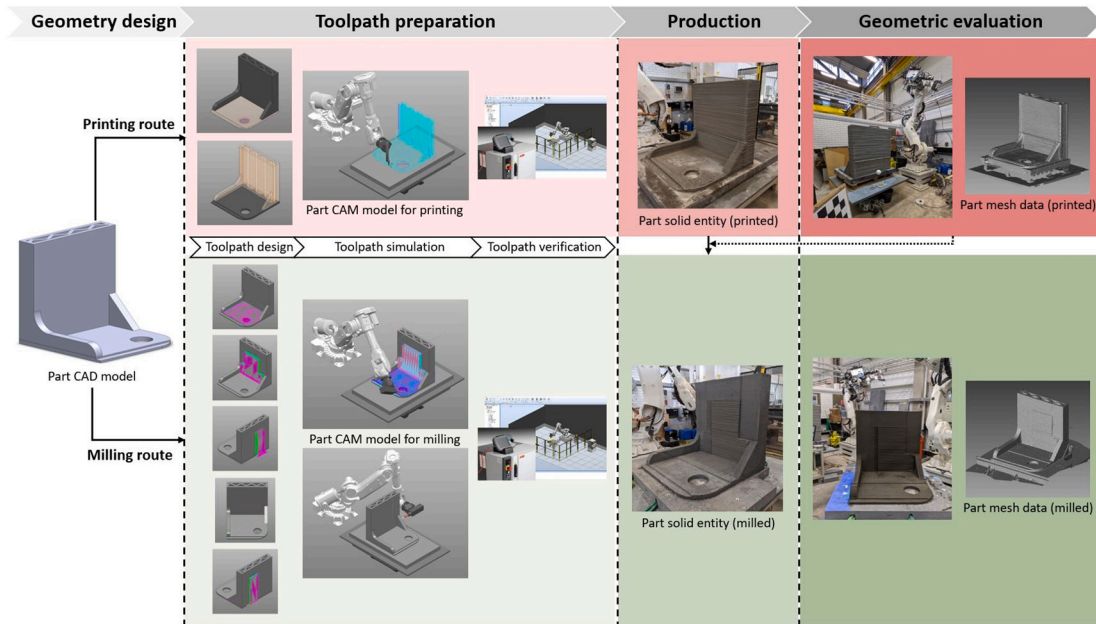 Geometry design
Toolpath preparation
Production
Geometric evaluation
Printing route
Part CAM model for printing
Part solid entity (printed)
Part mesh data (printed)
Toolpath design
Toolpath simulation
Toolpath verification
Part CAD model
Milling route
Part CAM model for milling
Part solid entity (milled)
Part mesh data (milled)